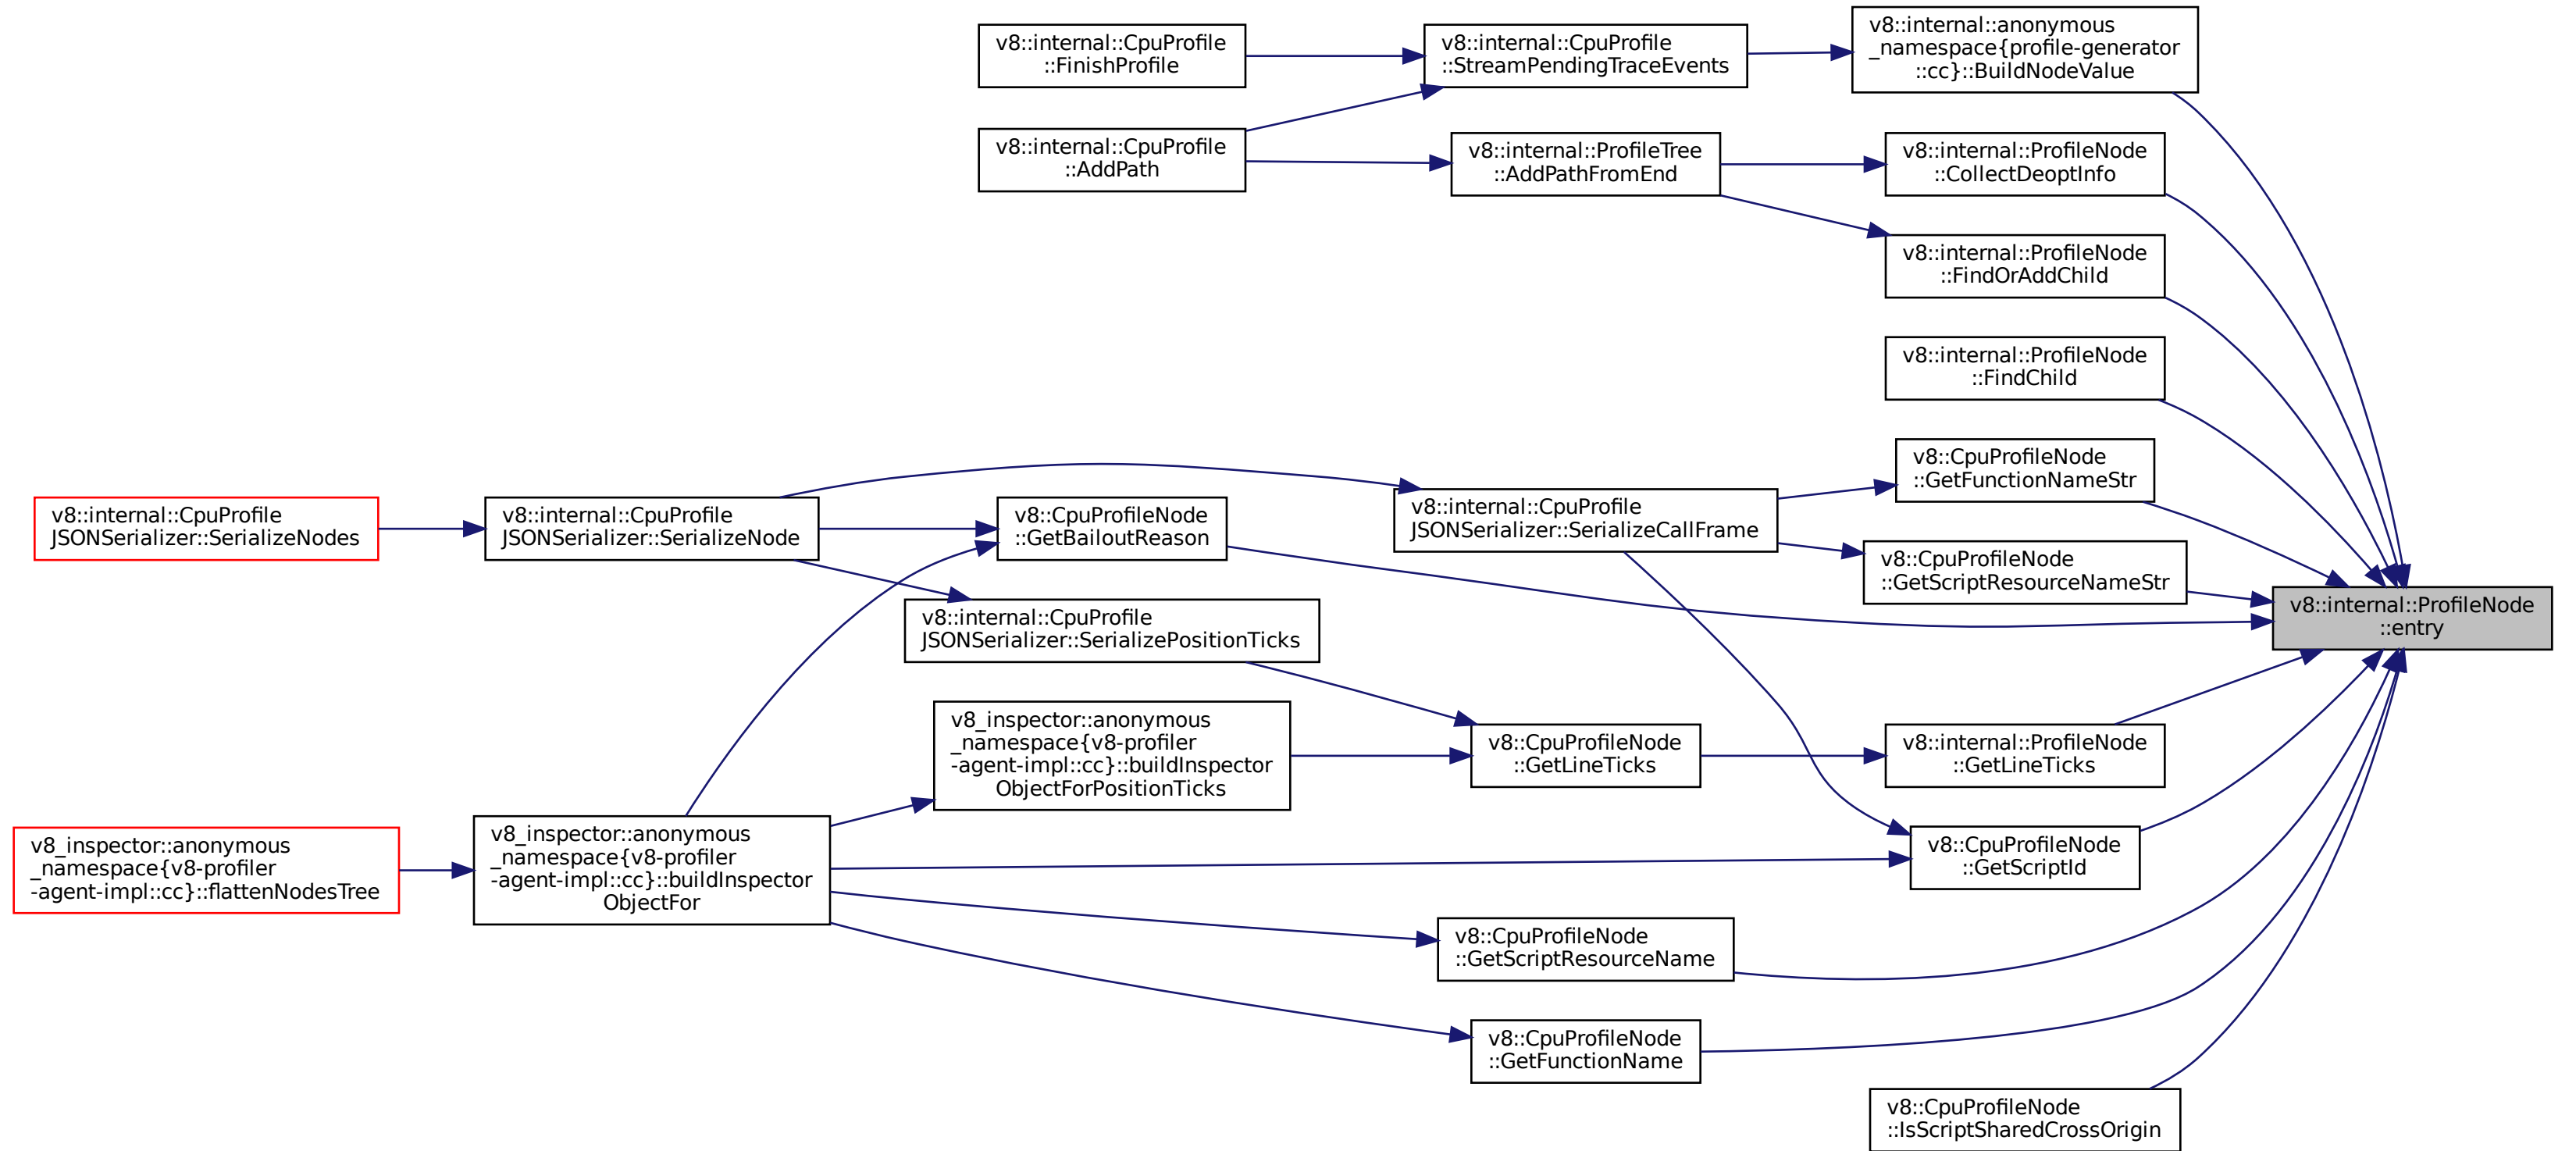 v8::internal::CpuProfile
::FinishProfile
v8::internal::CpuProfile
::StreamPendingTraceEvents
v8::internal::anonymous
_namespace{profile-generator
::cc}::BuildNodeValue
v8::internal::CpuProfile
::AddPath
v8::internal::ProfileTree
::AddPathFromEnd
v8::internal::ProfileNode
::CollectDeoptInfo
v8::internal::ProfileNode
::FindOrAddChild
v8::internal::ProfileNode
::FindChild
v8::CpuProfileNode
::GetFunctionNameStr
v8::internal::CpuProfile
JSONSerializer::SerializeNodes
v8::internal::CpuProfile
JSONSerializer::SerializeNode
v8::CpuProfileNode
::GetBailoutReason
v8::internal::CpuProfile
JSONSerializer::SerializeCallFrame
v8::CpuProfileNode
::GetScriptResourceNameStr
v8::internal::ProfileNode
::entry
v8::internal::CpuProfile
JSONSerializer::SerializePositionTicks
v8_inspector::anonymous
_namespace{v8-profiler
-agent-impl::cc}::buildInspector
ObjectForPositionTicks
v8::CpuProfileNode
::GetLineTicks
v8::internal::ProfileNode
::GetLineTicks
v8_inspector::anonymous
_namespace{v8-profiler
-agent-impl::cc}::flattenNodesTree
v8_inspector::anonymous
_namespace{v8-profiler
-agent-impl::cc}::buildInspector
ObjectFor
v8::CpuProfileNode
::GetScriptId
v8::CpuProfileNode
::GetScriptResourceName
v8::CpuProfileNode
::GetFunctionName
v8::CpuProfileNode
::IsScriptSharedCrossOrigin